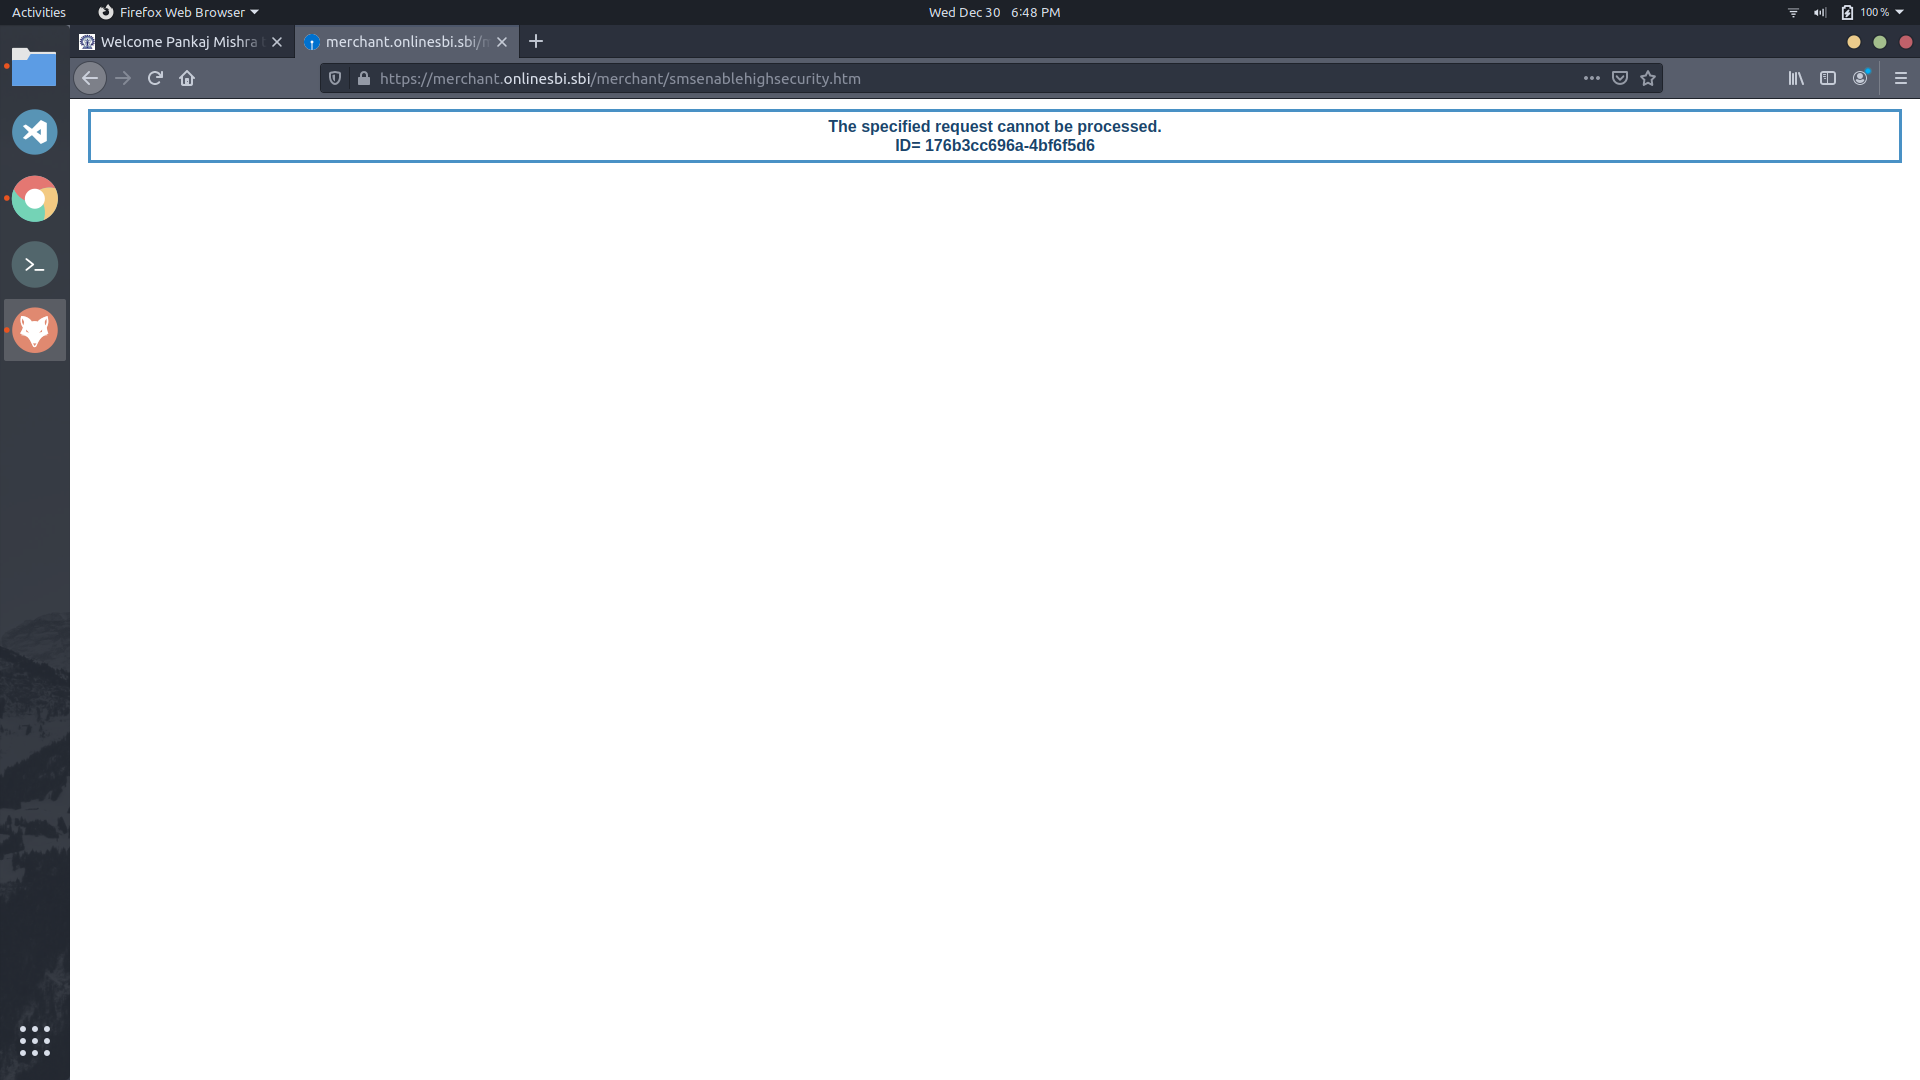 Activities
Firefox Web Browser
Wed Dec 30 6:48 PM
100 %
Welcome Pankaj Mishra
merchant.onlinesbi.sbi/
https://merchant.onlinesbi.sbi/merchant/smsenablehighsecurity.htm
The specified request cannot be processed.
ID= 176b3cc696a-4bf6f5d6